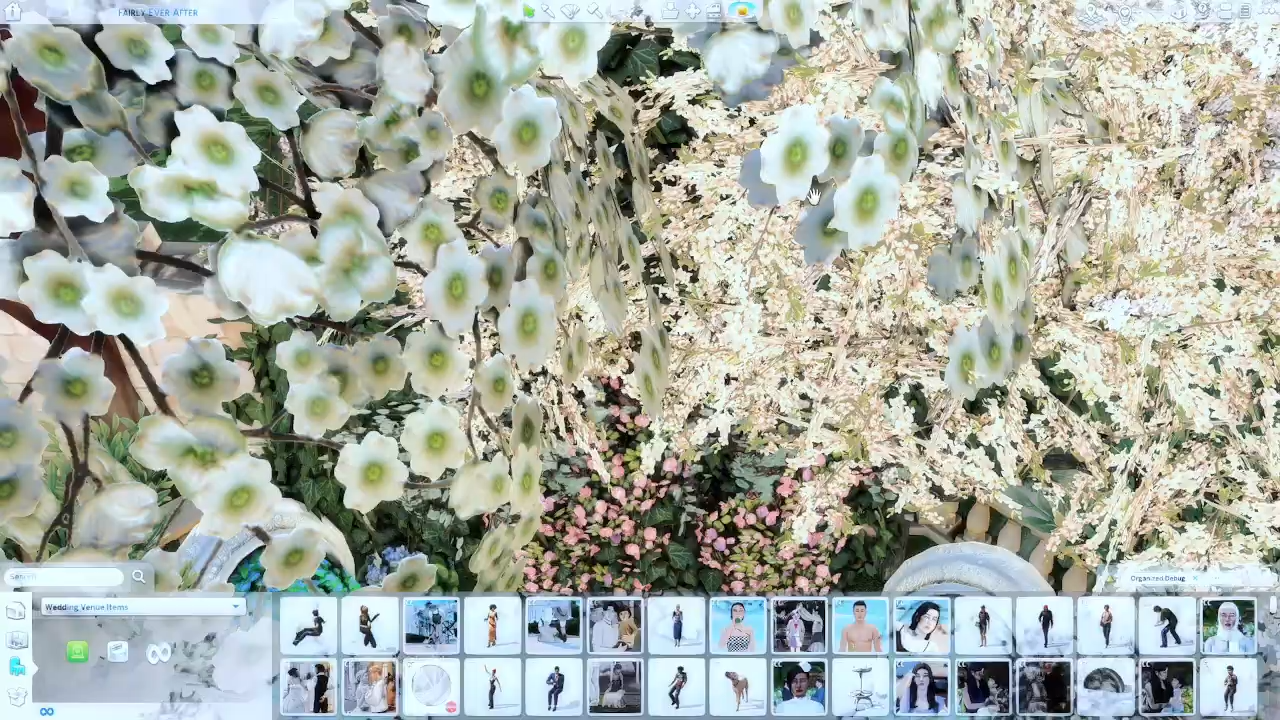 FAIRLY EVER AFTER
Search
Organized Debug
Wedding Venue Items